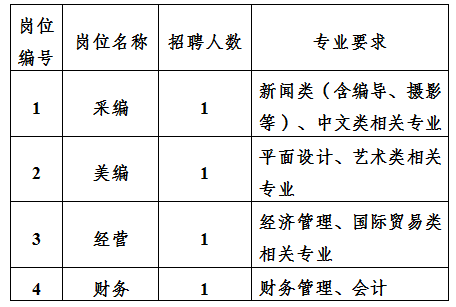 岗位编号 岗位名称 招聘人数 专业要求
1 采编 1 新闻类（含编导、摄影
等）、中文类相关专业
2 美编 1 平面设计、艺术类相关
专业
3 经营 1 经济管理、国际贸易类
相关专业
4 财务 1 财务管理、会计